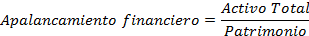 Apalancamiento financiero = Activo Total / Patrimonio